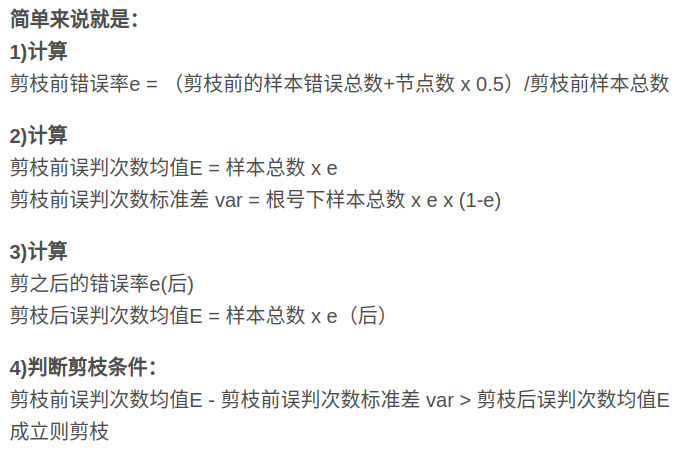 简单来说就是：
1)计算
剪枝前错误率e = （剪枝前的样本错误总数+节点数 x 0.5）/剪枝前样本总数
2)计算
剪枝前误判次数均值E = 样本总数 x e
剪枝前误判次数标准差 var = 根号下样本总数 x e x (1-e)
3)计算
剪之后的错误率e(后)
剪枝后误判次数均值E = 样本总数 x e（后）
4)判断剪枝条件：
剪枝前误判次数均值E - 剪枝前误判次数标准差 var > 剪枝后误判次数均值E
成立则剪枝